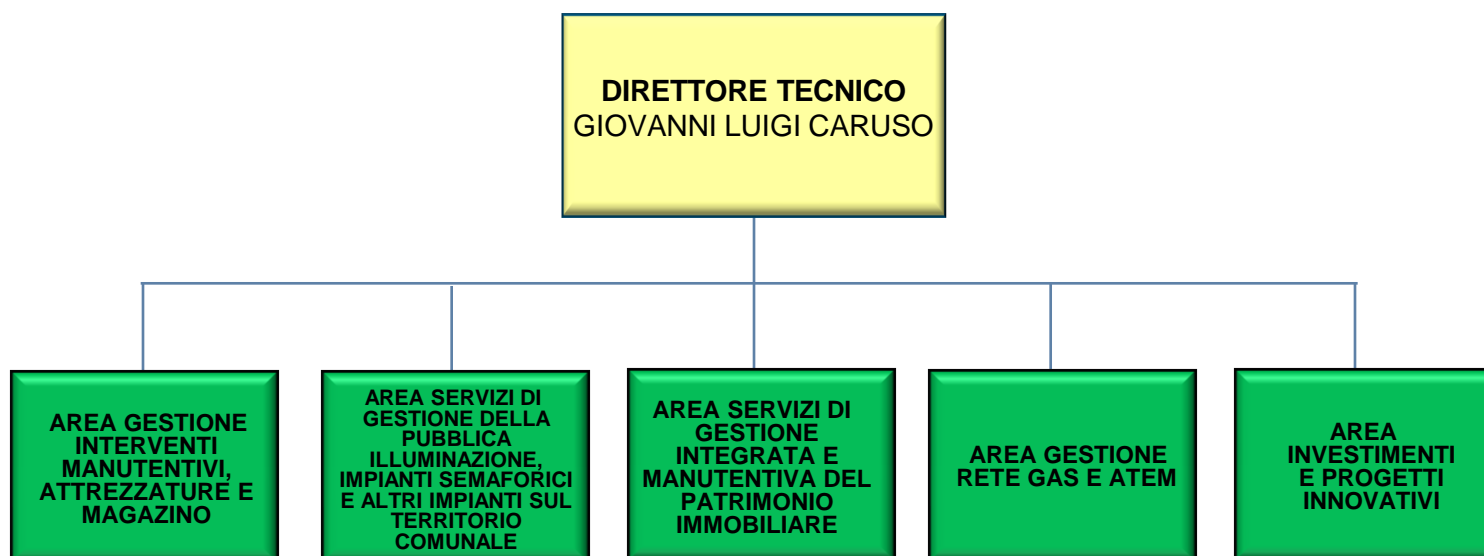 DIRETTORE TECNICO
GIOVANNI LUIGI CARUSO
AREA GESTIONE
INTERVENTI
MANUTENTIVI,
ATTREZZATURE E
MAGAZINO
AREA SERVIZI DI
GESTIONE DELLA
PUBBLICA
ILLUMINAZIONE,
IMPIANTI SEMAFORICI
E ALTRI IMPIANTI SUL
TERRITORIO
COMUNALE
AREA SERVIZI DI
GESTIONE
INTEGRATA E
MANUTENTIVA DEL
PATRIMONIO
IMMOBILIARE
AREA GESTIONE
RETE GAS E ATEM
AREA
INVESTIMENTI
E PROGETTI
INNOVATIVI